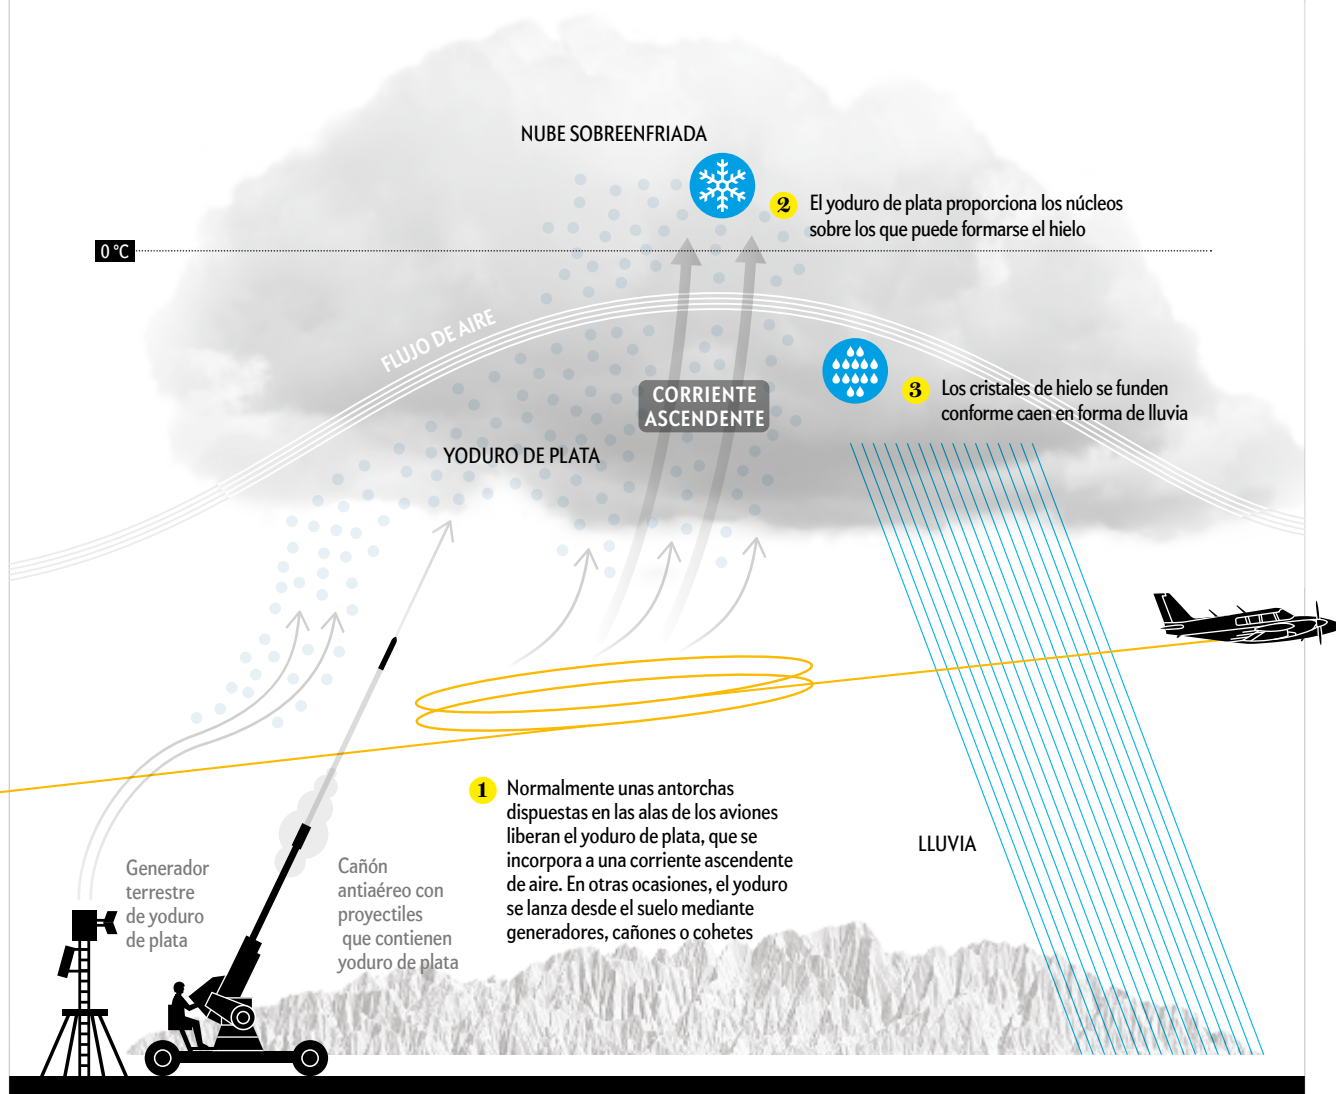 NUBE SOBREENFRIADA
2 El yoduro de plata proporciona los núcleos
sobre los que puede formarse el hielo
0 °C
FLUJO DE AIRE
CORRIENTE
ASCENDENTE
3 Los cristales de hielo se funden
conforme caen en forma de lluvia
YODURO DE PLATA
1 Normalmente unas antorchas
dispuestas en las alas de los aviones
liberan el yoduro de plata, que se
incorpora a una corriente ascendente
de aire. En otras ocasiones, el yoduro
se lanza desde el suelo mediante
generadores, cañones o cohetes
LLUVIA
Generador
terrestre
de yoduro
de plata
Cañón
antiaéreo con
proyectiles
que contienen
yoduro de plata